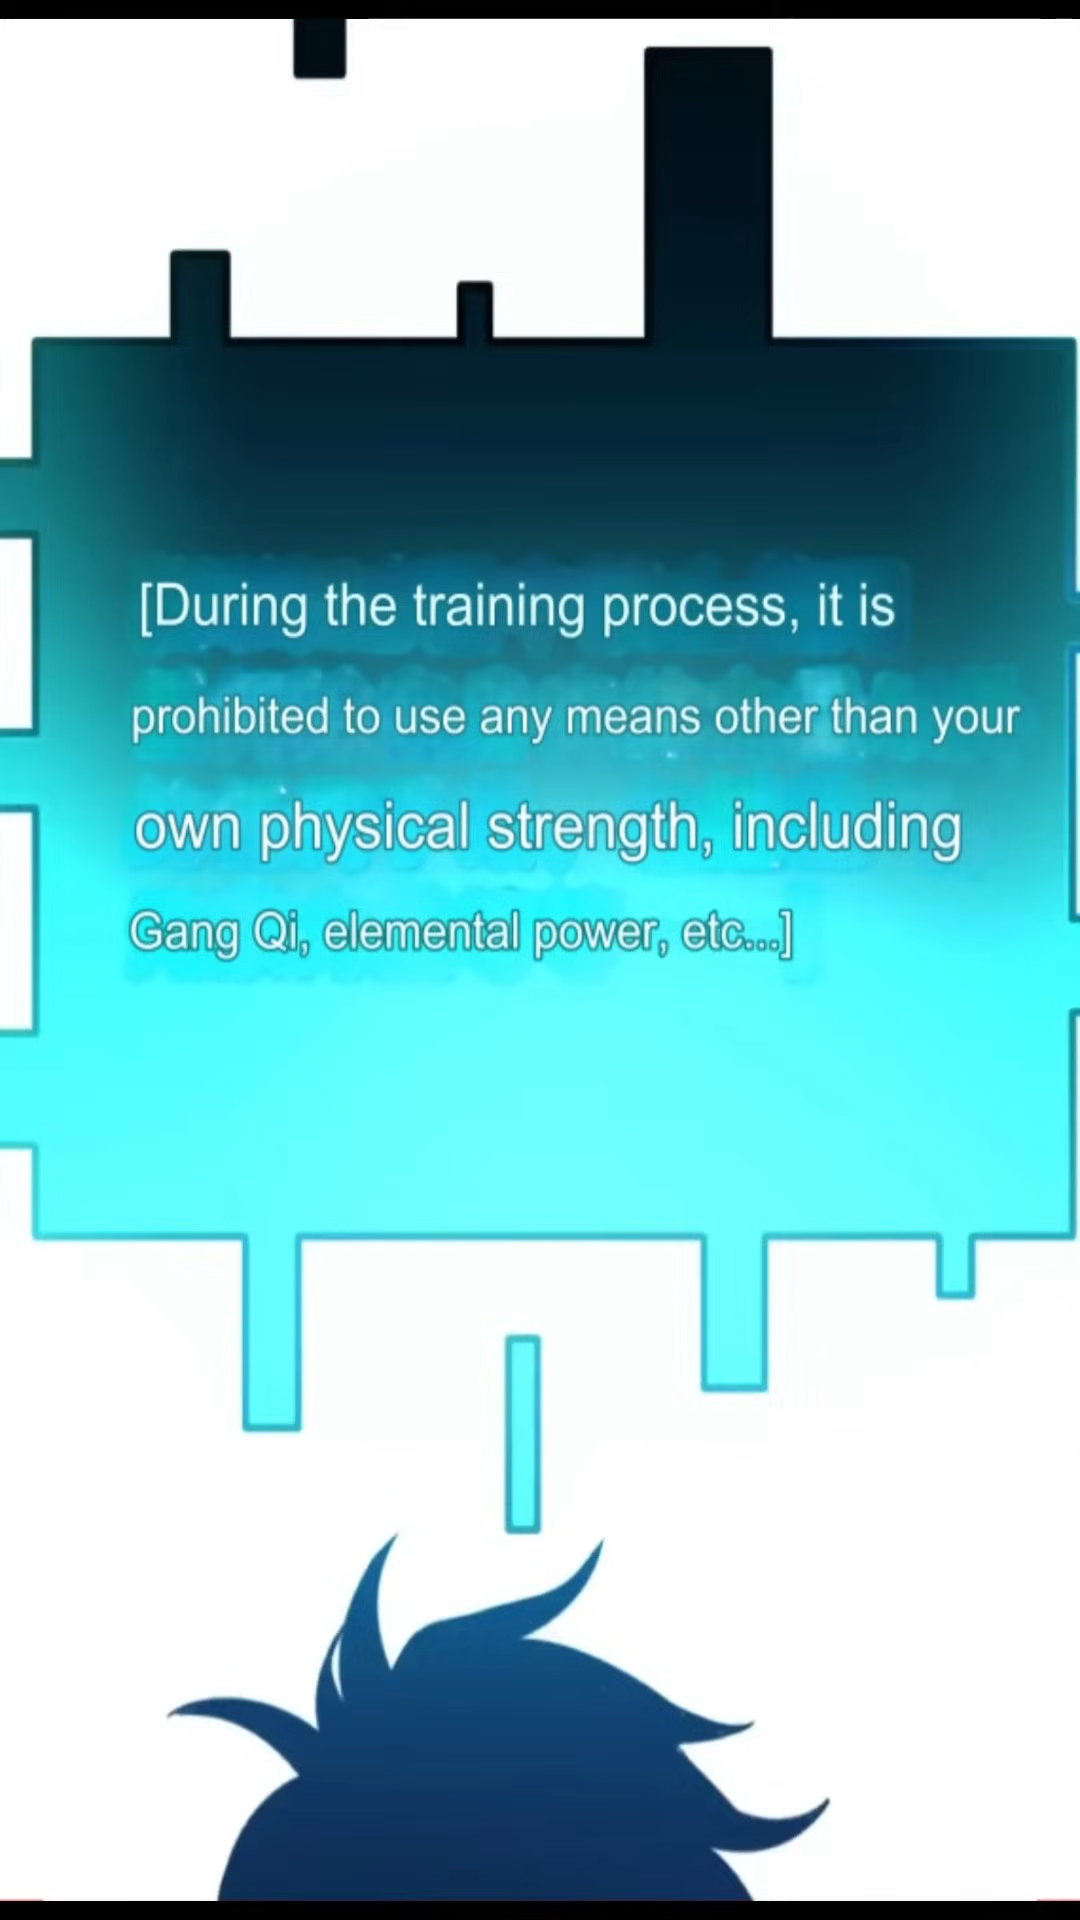 [During the training process, it is
prohibited to use any means other than your
own physical strength, including
Gang Qi, elemental power, etc...]